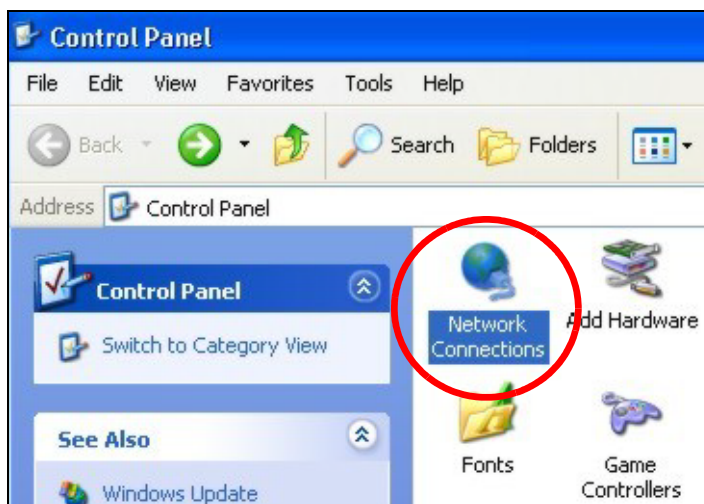 Control Panel
File Edit View Favorites Tools Help
Back Search Folders
Address Control Panel
Control Panel
Switch to Category View
See Also
Windows Update
Network
Connections
Add Hardware
Fonts
Game
Controllers